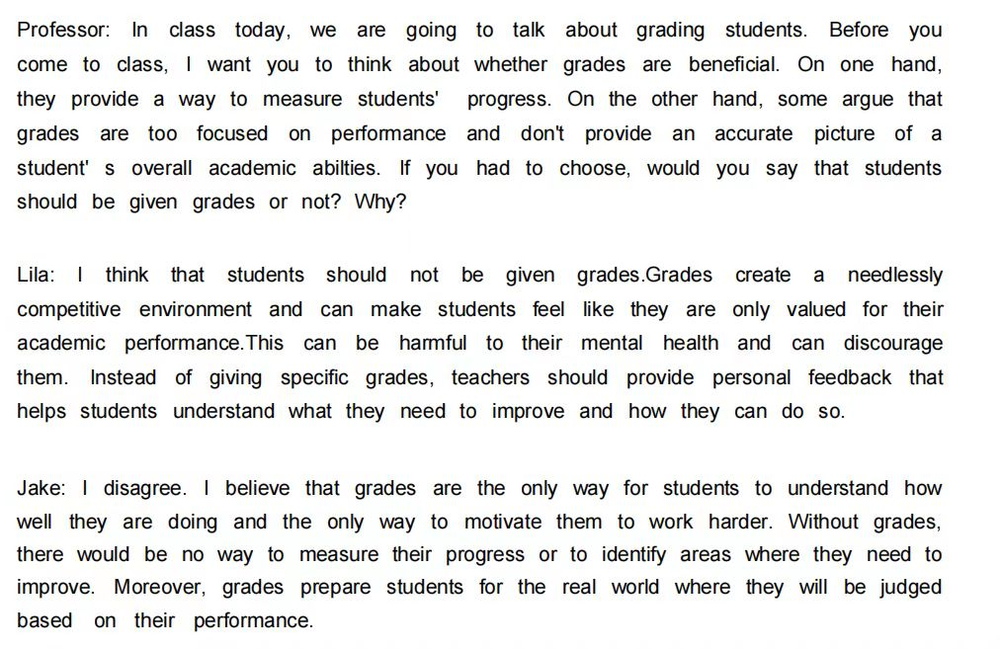 Professor: In class today, we are going to talk about grading students. Before you
come to class, I want you to think about whether grades are beneficial. On one hand,
they provide a way to measure students' progress. On the other hand, some argue that
grades are too focused on performance and don't provide an accurate picture of a
student' s overall academic abilties. If you had to choose, would you say that students
should be given grades or not? Why?
Lila: I think that students should not be given grades.Grades create a needlessly
competitive environment and can make students feel like they are only valued for their
academic performance.This can be harmful to their mental health and can discourage
them. Instead of giving specific grades, teachers should provide personal feedback that
helps students understand what they need to improve and how they can do so.
Jake: I disagree. I believe that grades are the only way for students to understand how
well they are doing and the only way to motivate them to work harder. Without grades,
there would be no way to measure their progress or to identify areas where they need to
improve. Moreover, grades prepare students for the real world where they will be judged
based on their performance.